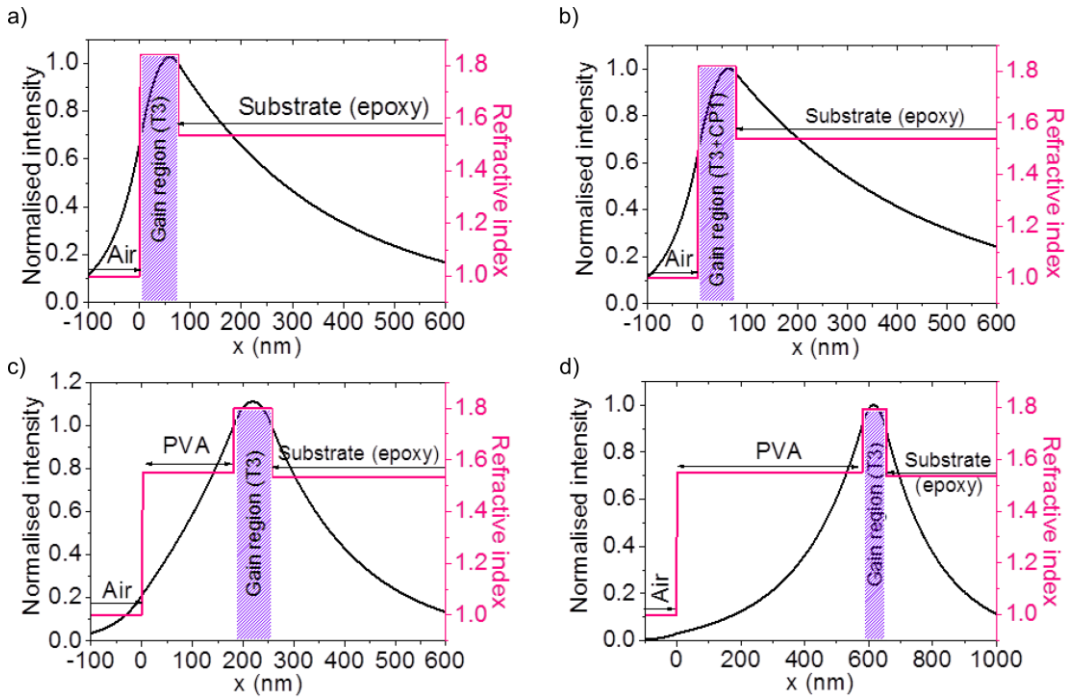 a)
Normalised intensity
1.0
0.8
0.6
0.4
0.2
0.0
-100 0 100 200 300 400 500 600
x (nm)
Air
Gain region (T3)
Substrate (epoxy)
1.8
1.6
1.4
1.2
1.0
Refractive index
b)
Normalised intensity
1.0
0.8
0.6
0.4
0.2
0.0
-100 0 100 200 300 400 500 600
x (nm)
Air
Gain region (T3+CP1)
Substrate (epoxy)
1.8
1.6
1.4
1.2
1.0
Refractive index
c)
Normalised intensity
1.2
1.0
0.8
0.6
0.4
0.2
0.0
-100 0 100 200 300 400 500 600
x (nm)
Air
PVA
Gain region (T3)
Substrate (epoxy)
1.8
1.6
1.4
1.2
1.0
Refractive index
d)
Normalised intensity
1.0
0.8
0.6
0.4
0.2
0.0
0 200 400 600 800 1000
x (nm)
Air
PVA
Gain region (T3)
Substrate
(epoxy)
1.8
1.6
1.4
1.2
1.0
Refractive index